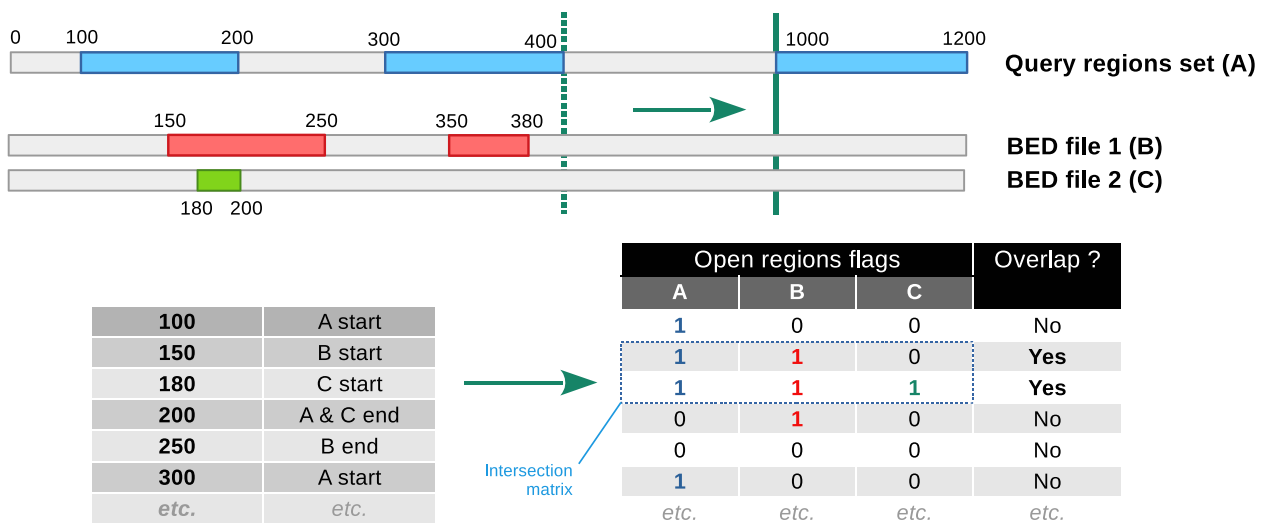 0 100 200 300 400 1000 1200
Query regions set (A)
150 250 350 380
BED file 1 (B)
BED file 2 (C)
180 200
Open regions flags Overlap ?
A B C
100 A start
150 B start
180 C start
200 A & C end
250 B end
300 A start
etc. etc.
1 0 0 No
1 1 0 Yes
1 1 1 Yes
0 1 0 No
0 0 0 No
1 0 0 No
etc. etc. etc. etc.
Intersection
matrix